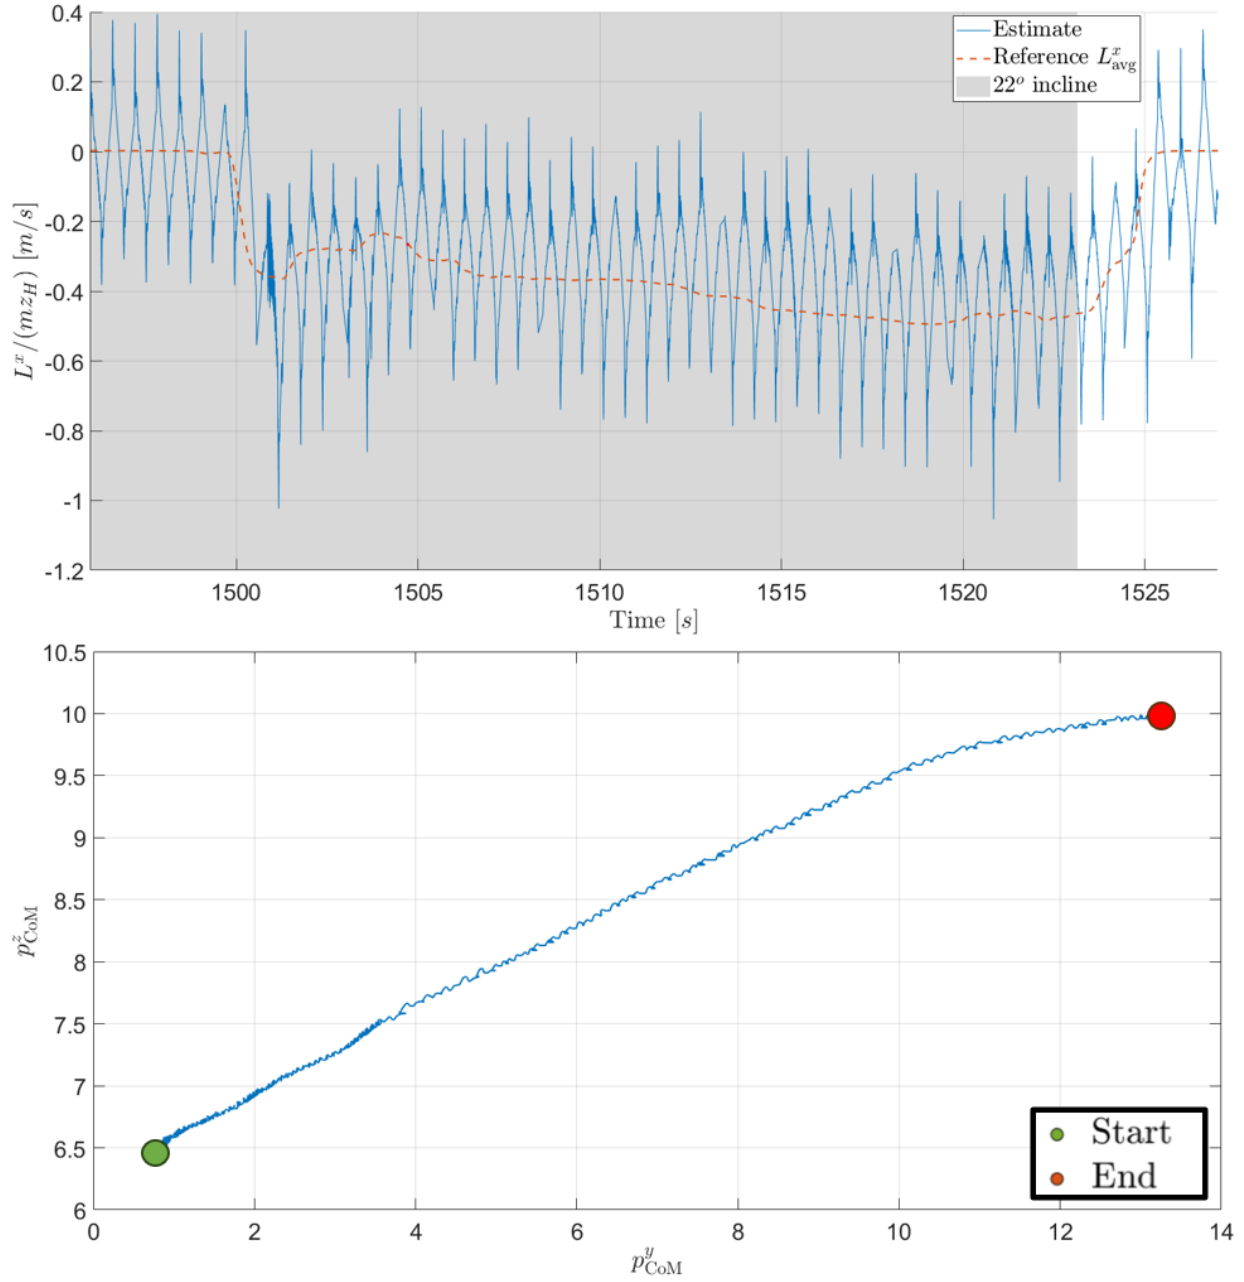 0.4
0.2
0
-0.2
-0.4
-0.6
-0.8
-1
-1.2
L^x/(mz_H) [m/s]
Estimate
Reference L^x_avg
22^o incline
1500 1505 1510 1515 1520 1525
Time [s]
10.5
10
9.5
9
8.5
8
7.5
7
6.5
6
p^z_CoM
Start
End
0 2 4 6 8 10 12 14
p^y_CoM